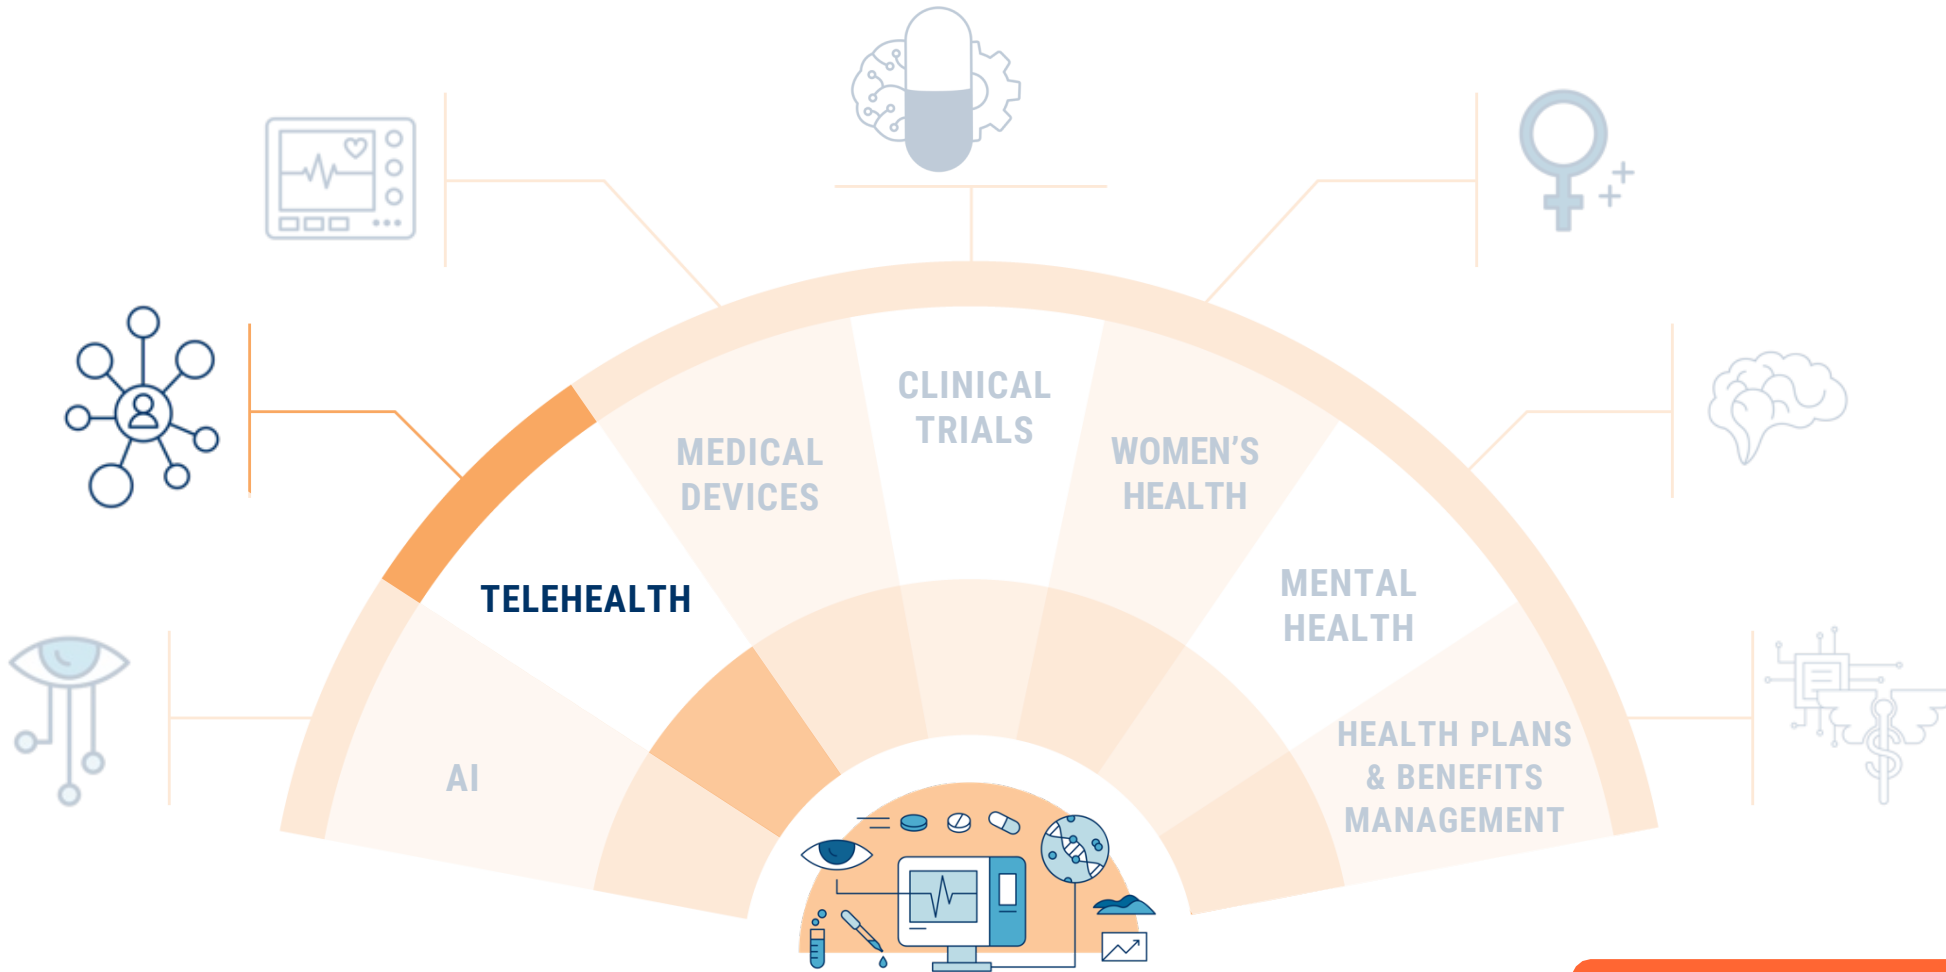 CLINICAL
TRIALS
MEDICAL
DEVICES
WOMEN’S
HEALTH
TELEHEALTH
MENTAL
HEALTH
AI
HEALTH PLANS
& BENEFITS
MANAGEMENT